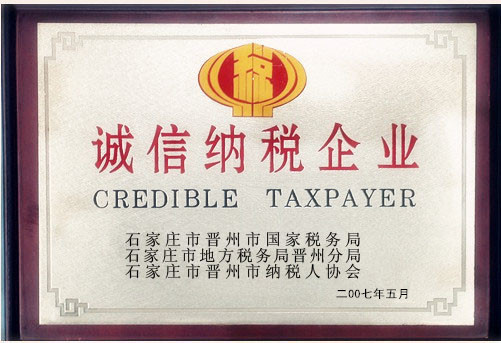 税
诚信纳税企业
CREDIBLE TAXPAYER
石家庄市晋州市国家税务局
石家庄市地方税务局晋州分局
石家庄市晋州市纳税人协会
二00七年五月